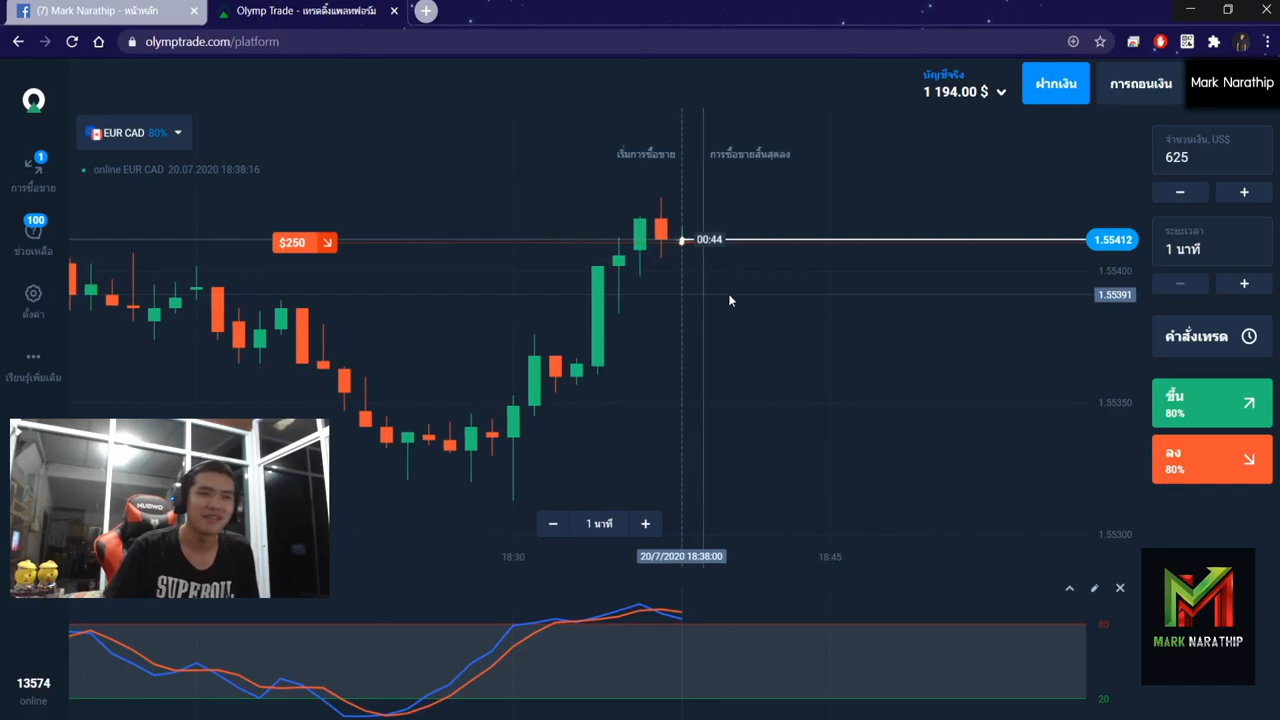 (7) Mark Narathip - หน้าหลัก
Olymp Trade - เทรดดิ้งแพลทฟอร์ม
olymptrade.com/platform
บัญชีจริง
1 194.00 $
ฝากเงิน
การถอนเงิน
Mark Narathip
EUR CAD 80%
online EUR CAD 20.07.2020 18:38:16
เริ่มการซื้อขาย
การซื้อขายสิ้นสุดลง
จำนวนเงิน, US$
625
1
การซื้อขาย
100
ช่วยเหลือ
ตั้งค่า
เรียนรู้เพิ่มเติม
$250
00:44
1.55412
1.55400
1.55391
1.55350
1.55300
ระยะเวลา
1 นาที
คำสั่งเทรด
ขึ้น
80%
ลง
80%
HUOWO
SUPEROLL
1 นาที
18:30
20/7/2020 18:38:00
18:45
80
20
MARK NARATHIP
13574
online